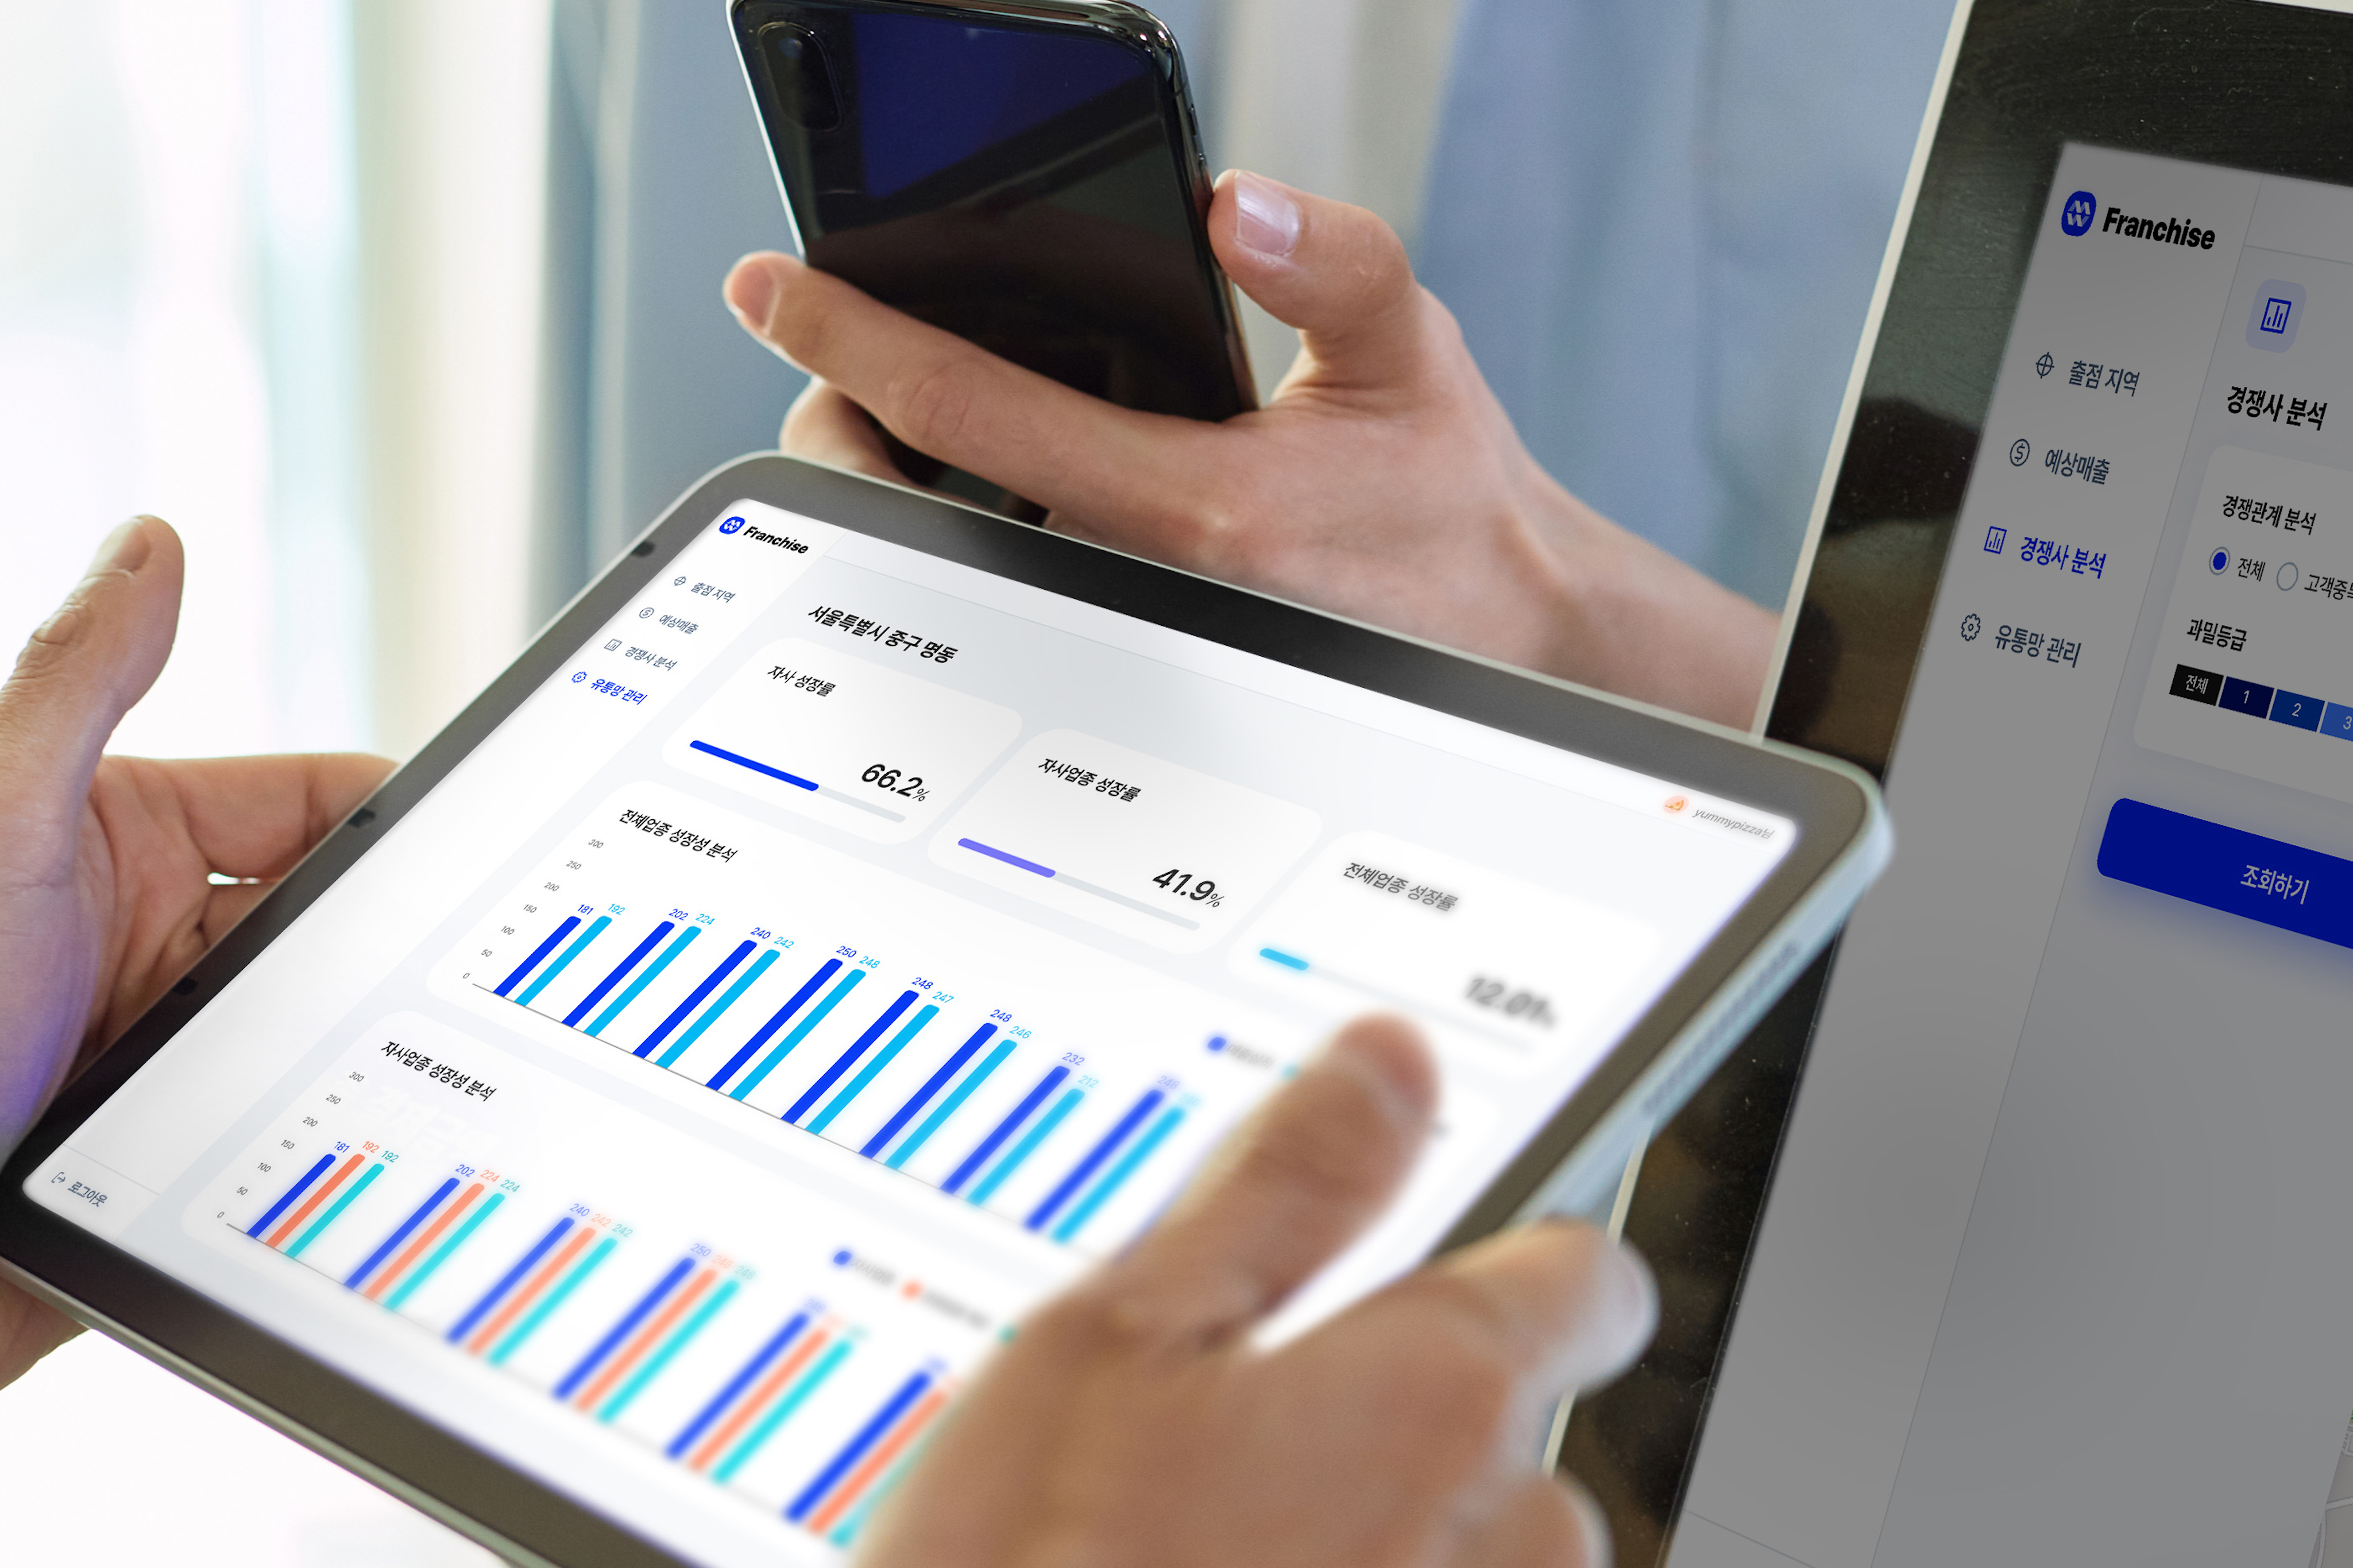 Franchise
출점 지역
예상매출
경쟁사 분석
유통망 관리
로그아웃
yummypizza님
서울특별시 중구 명동
자사 성장률
66.2%
자사업종 성장률
41.9%
전체업종 성장률
12.01%
전체업종 성장성 분석
300
250
200
150
100
50
0
181 192
202 224
240 242
250 248
248 247
248 246
232 212
자사업종 성장성 분석
300
250
200
150
100
50
0
181 192 192
202 224 224
240 242 242
250
Franchise
출점 지역
예상매출
경쟁사 분석
유통망 관리
경쟁사 분석
경쟁관계 분석
전체
과밀등급
전체 1 2 3
조회하기